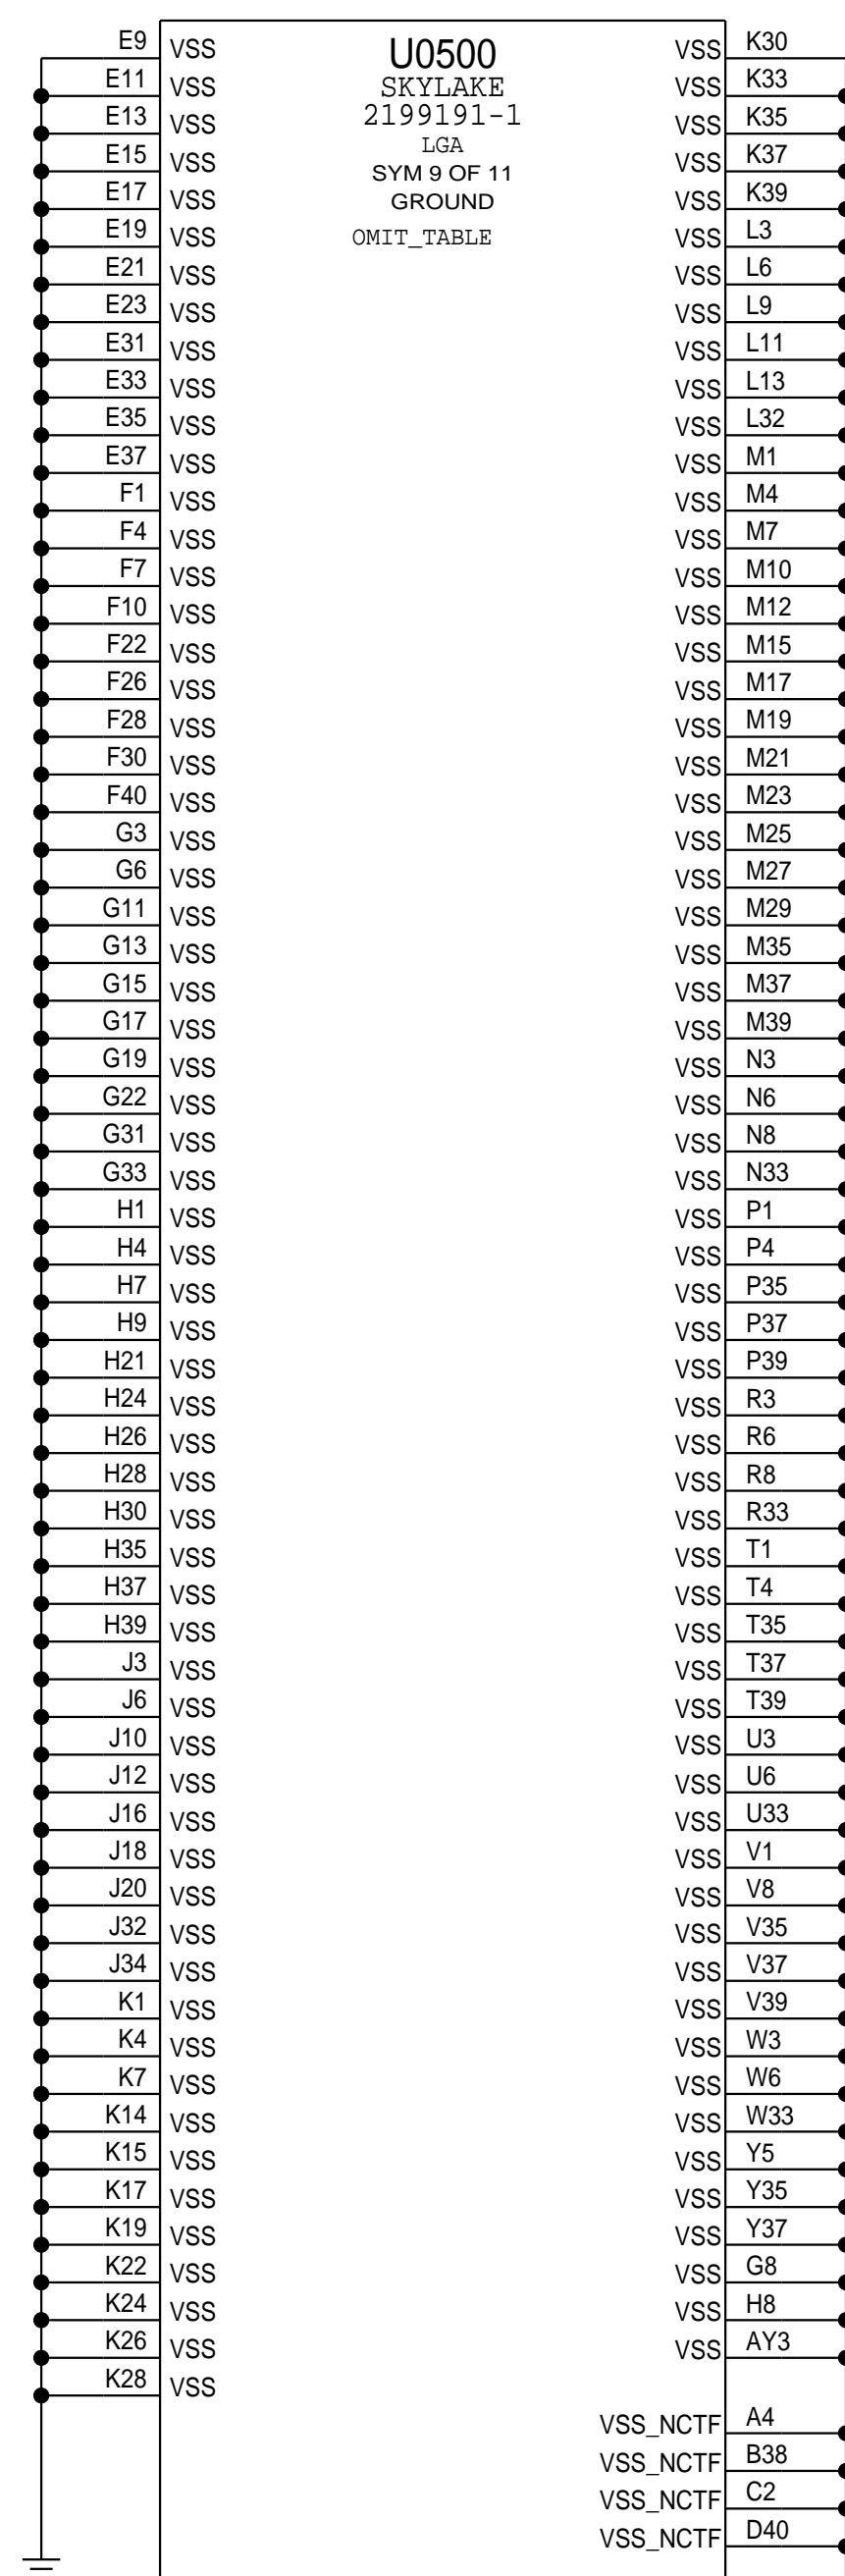 U0500
SKYLAKE
2199191-1
LGA
SYM 9 OF 11
GROUND
OMIT_TABLE
E9 VSS VSS K30
E11 VSS VSS K33
E13 VSS VSS K35
E15 VSS VSS K37
E17 VSS VSS K39
E19 VSS VSS L3
E21 VSS VSS L6
E23 VSS VSS L9
E31 VSS VSS L11
E33 VSS VSS L13
E35 VSS VSS L32
E37 VSS VSS M1
F1 VSS VSS M4
F4 VSS VSS M7
F7 VSS VSS M10
F10 VSS VSS M12
F22 VSS VSS M15
F26 VSS VSS M17
F28 VSS VSS M19
F30 VSS VSS M21
F40 VSS VSS M23
G3 VSS VSS M25
G6 VSS VSS M27
G11 VSS VSS M29
G13 VSS VSS M35
G15 VSS VSS M37
G17 VSS VSS M39
G19 VSS VSS N3
G22 VSS VSS N6
G31 VSS VSS N8
G33 VSS VSS N33
H1 VSS VSS P1
H4 VSS VSS P4
H7 VSS VSS P35
H9 VSS VSS P37
H21 VSS VSS P39
H24 VSS VSS R3
H26 VSS VSS R6
H28 VSS VSS R8
H30 VSS VSS R33
H35 VSS VSS T1
H37 VSS VSS T4
H39 VSS VSS T35
J3 VSS VSS T37
J6 VSS VSS T39
J10 VSS VSS U3
J12 VSS VSS U6
J16 VSS VSS U33
J18 VSS VSS V1
J20 VSS VSS V8
J32 VSS VSS V35
J34 VSS VSS V37
K1 VSS VSS V39
K4 VSS VSS W3
K7 VSS VSS W6
K14 VSS VSS W33
K15 VSS VSS Y5
K17 VSS VSS Y35
K19 VSS VSS Y37
K22 VSS VSS G8
K24 VSS VSS H8
K26 VSS VSS AY3
K28 VSS
VSS_NCTF A4
VSS_NCTF B38
VSS_NCTF C2
VSS_NCTF D40